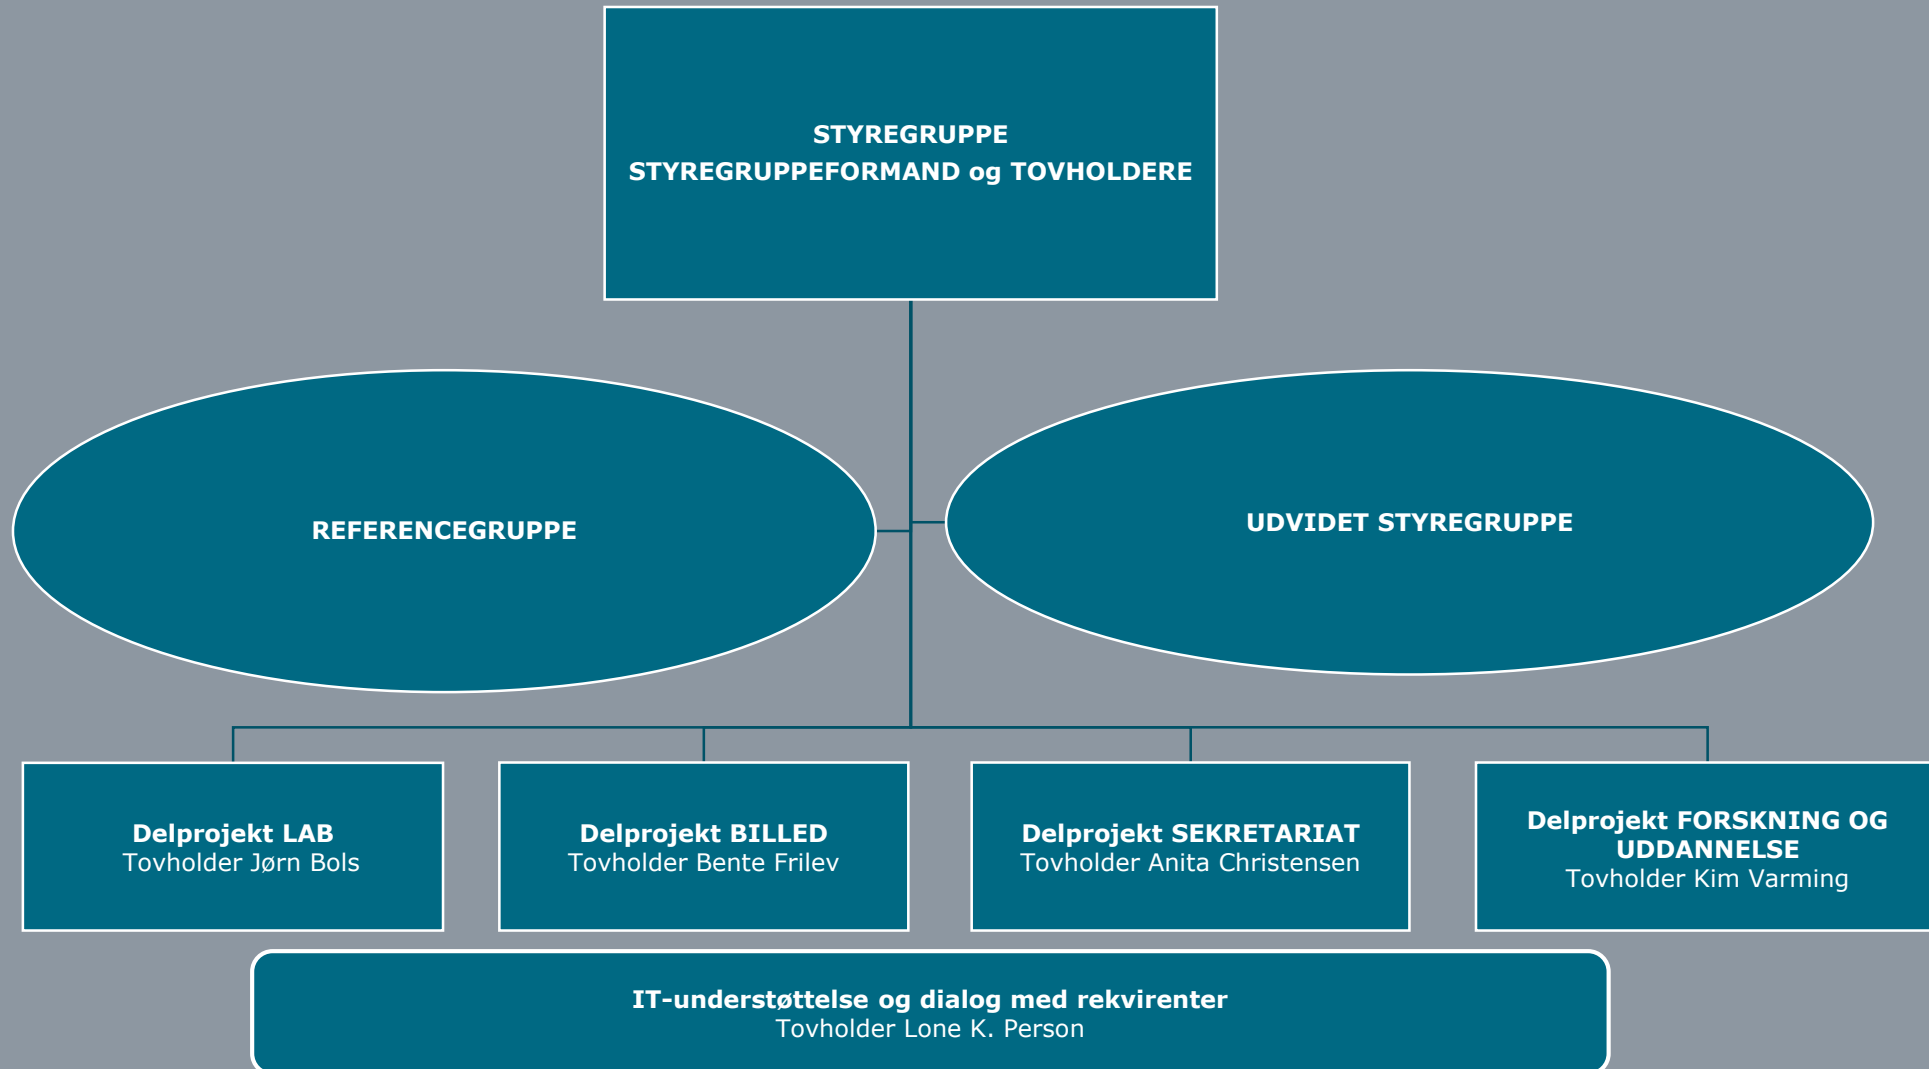 STYREGRUPPE
STYREGRUPPEFORMAND og TOVHOLDERE
REFERENCEGRUPPE
UDVIDET STYREGRUPPE
Delprojekt LAB
Tovholder Jørn Bols
Delprojekt BILLED
Tovholder Bente Frilev
Delprojekt SEKRETARIAT
Tovholder Anita Christensen
Delprojekt FORSKNING OG
UDDANNELSE
Tovholder Kim Varming
IT-understøttelse og dialog med rekvirenter
Tovholder Lone K. Person